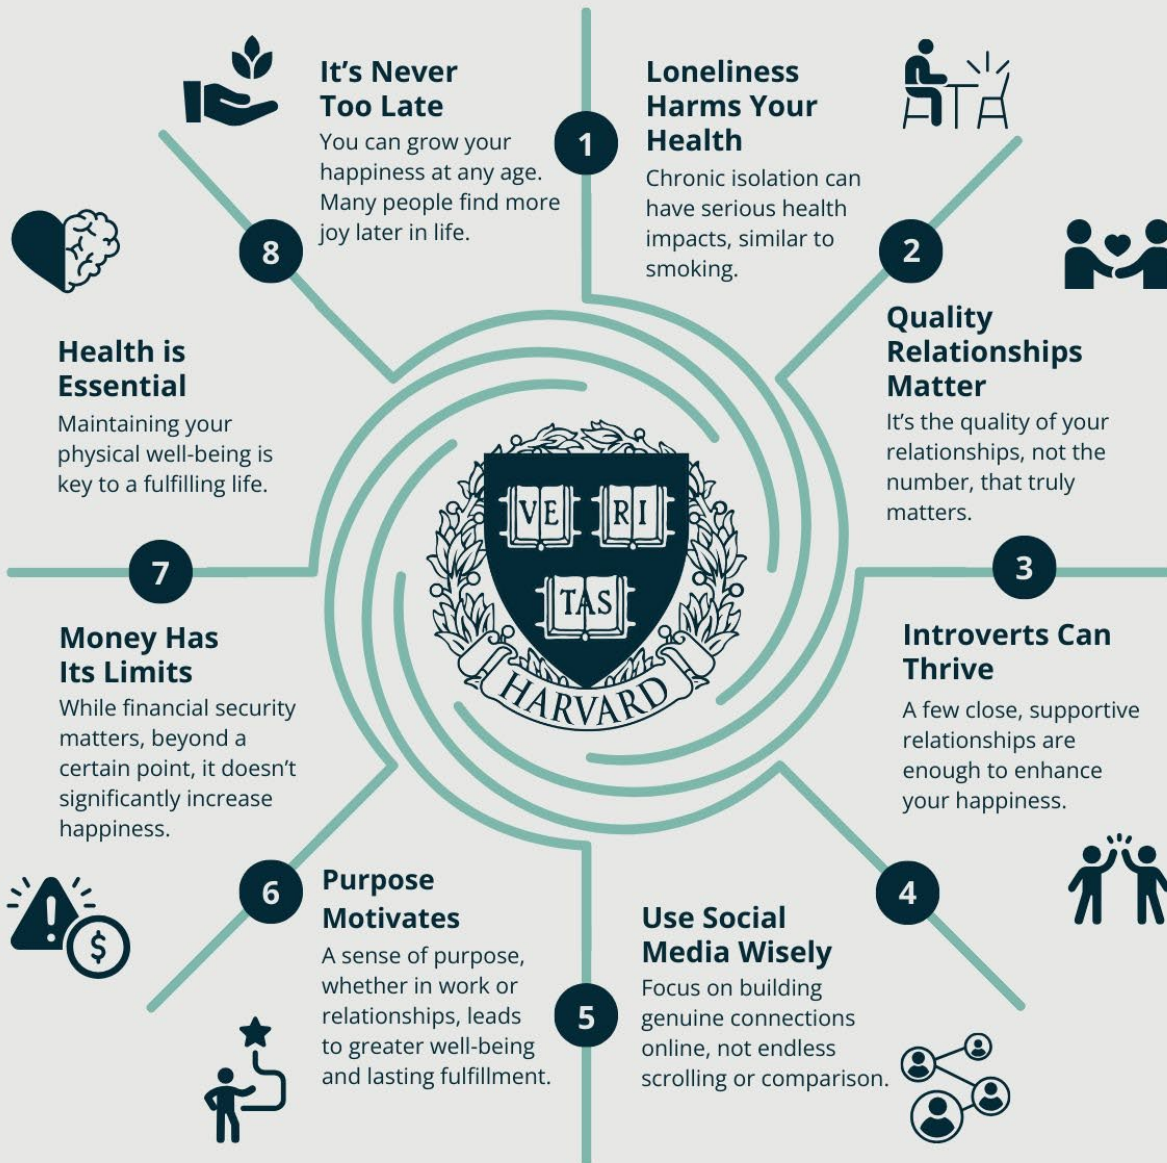 1
Loneliness
Harms Your
Health
Chronic isolation can
have serious health
impacts, similar to
smoking.
2
Quality
Relationships
Matter
It's the quality of your
relationships, not the
number, that truly
matters.
3
Introverts Can
Thrive
A few close, supportive
relationships are
enough to enhance
your happiness.
4
Use Social
Media Wisely
Focus on building
genuine connections
online, not endless
scrolling or comparison.
5
Purpose
Motivates
A sense of purpose,
whether in work or
relationships, leads
to greater well-being
and lasting fulfillment.
6
Money Has
Its Limits
While financial security
matters, beyond a
certain point, it doesn't
significantly increase
happiness.
$
7
Health is
Essential
Maintaining your
physical well-being is
key to a fulfilling life.
8
It's Never
Too Late
You can grow your
happiness at any age.
Many people find more
joy later in life.
VE RI
TAS
HARVARD